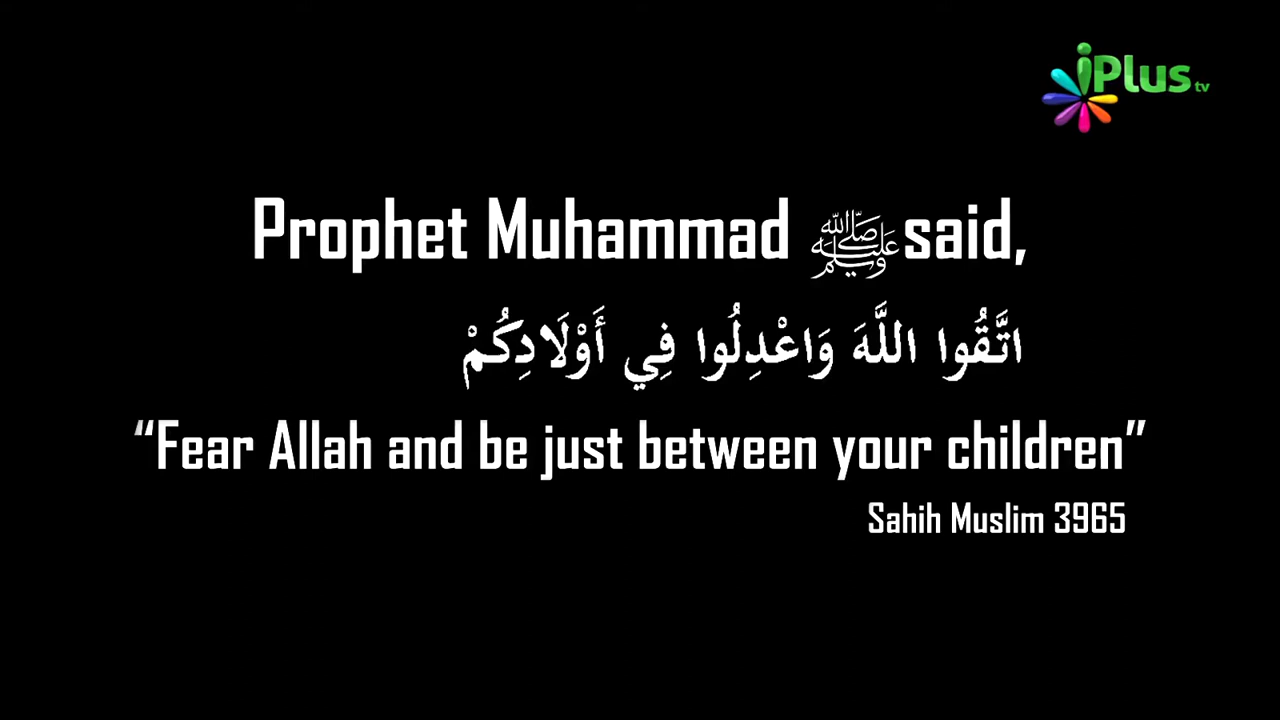 iPlus tv
Prophet Muhammad ﷺ said,
اتَّقُوا اللَّهَ وَاعْدِلُوا فِي أَوْلَادِكُمْ
“Fear Allah and be just between your children”
Sahih Muslim 3965